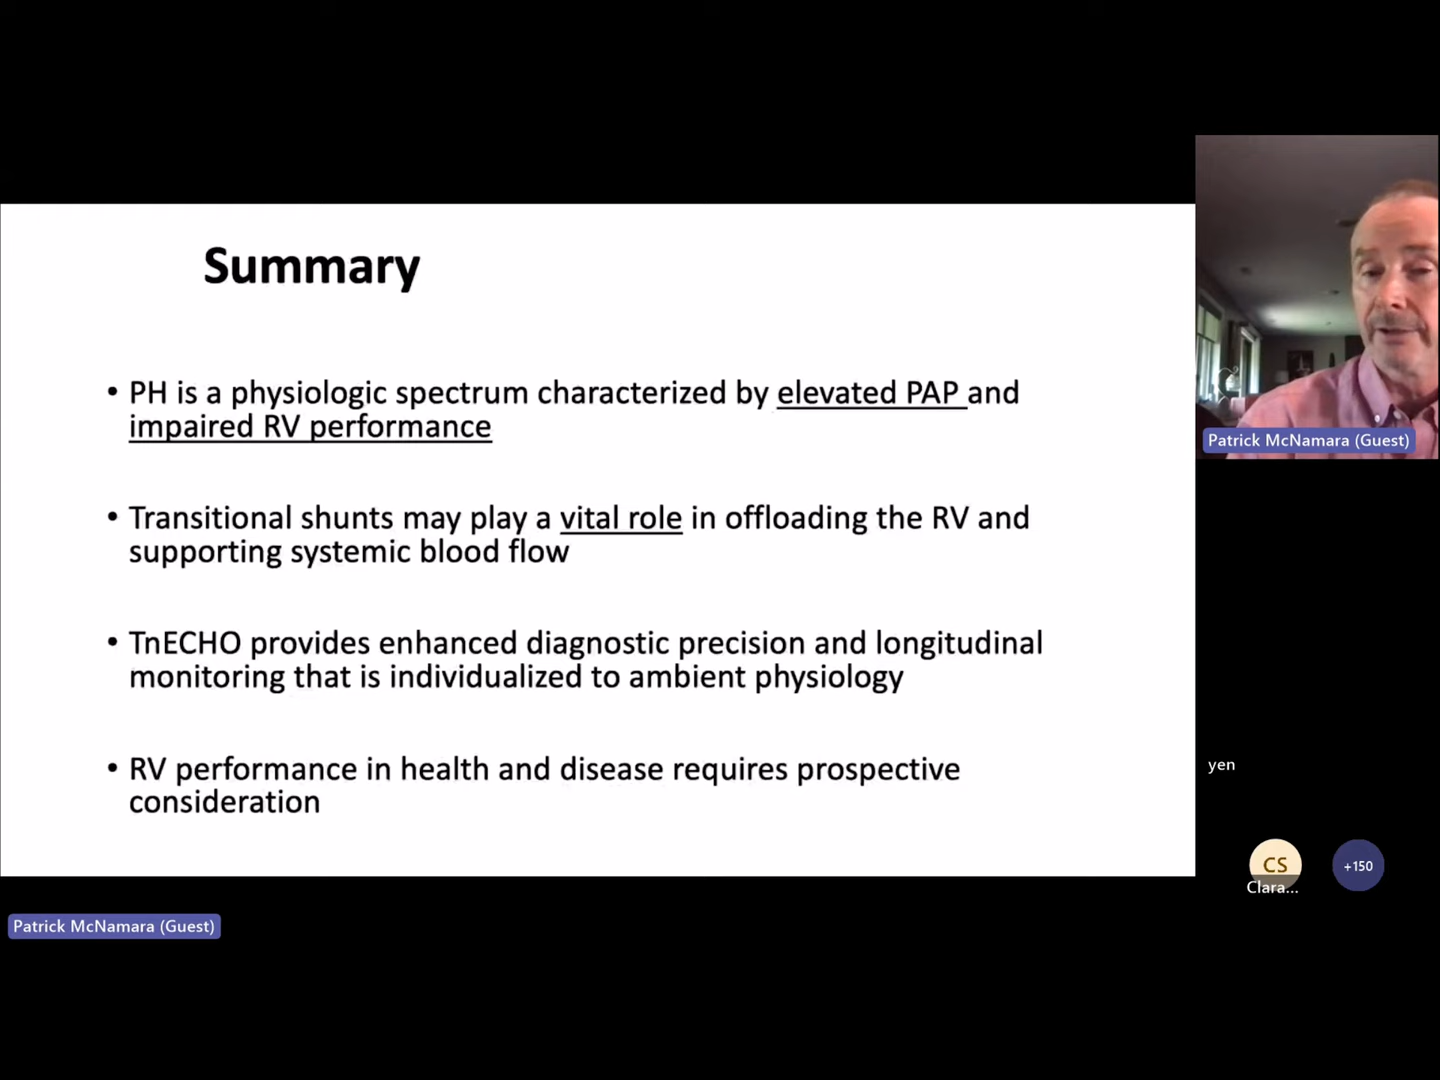 Summary
• PH is a physiologic spectrum characterized by elevated PAP and
impaired RV performance
• Transitional shunts may play a vital role in offloading the RV and
supporting systemic blood flow
• TnECHO provides enhanced diagnostic precision and longitudinal
monitoring that is individualized to ambient physiology
• RV performance in health and disease requires prospective
consideration
Patrick McNamara (Guest)
yen
CS
Clara...
+150
Patrick McNamara (Guest)